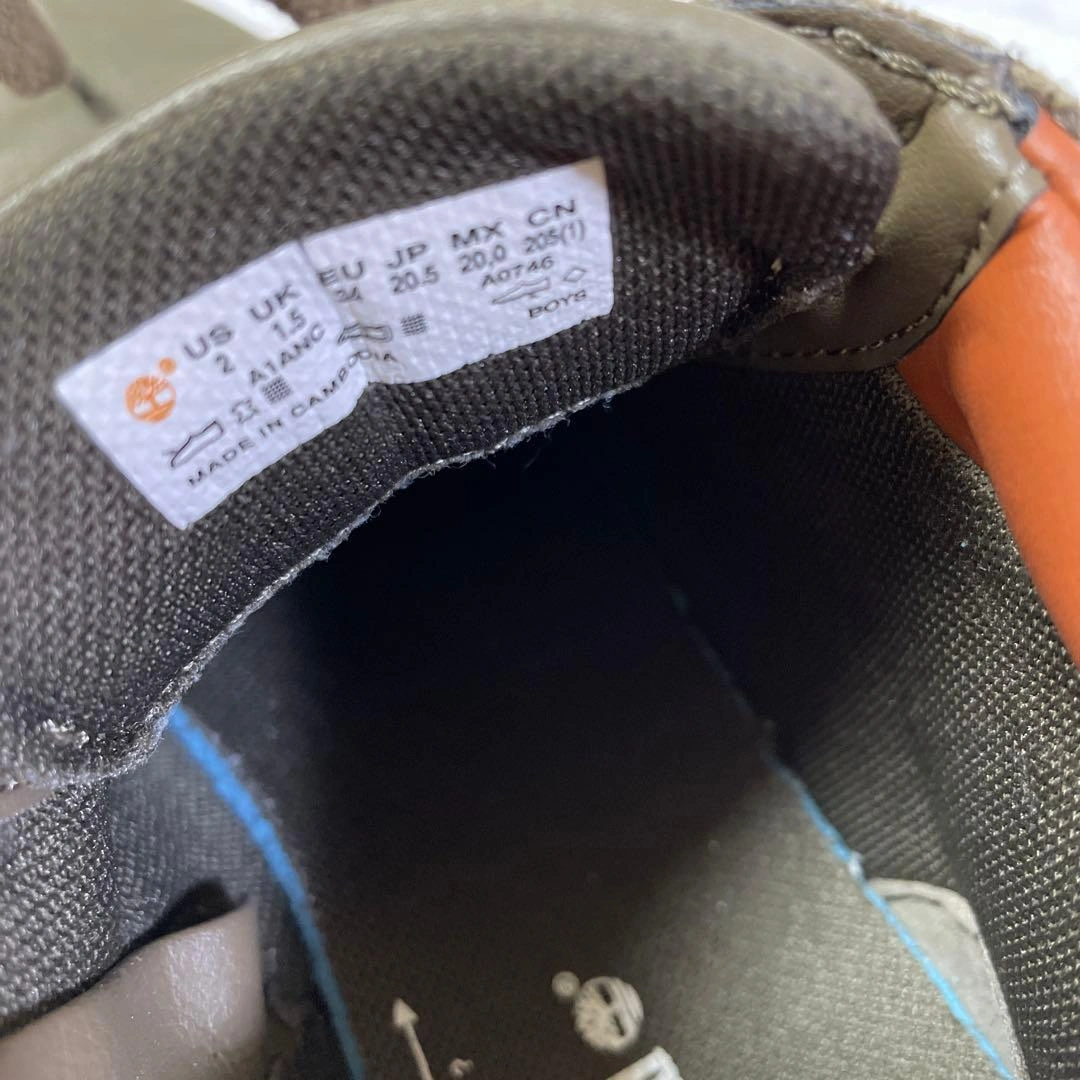 US UK EU JP MX CN
2 1.5 34 20.5 20,0 205(1)
A1ANC A0746
BOYS
MADE IN CAMBODIA